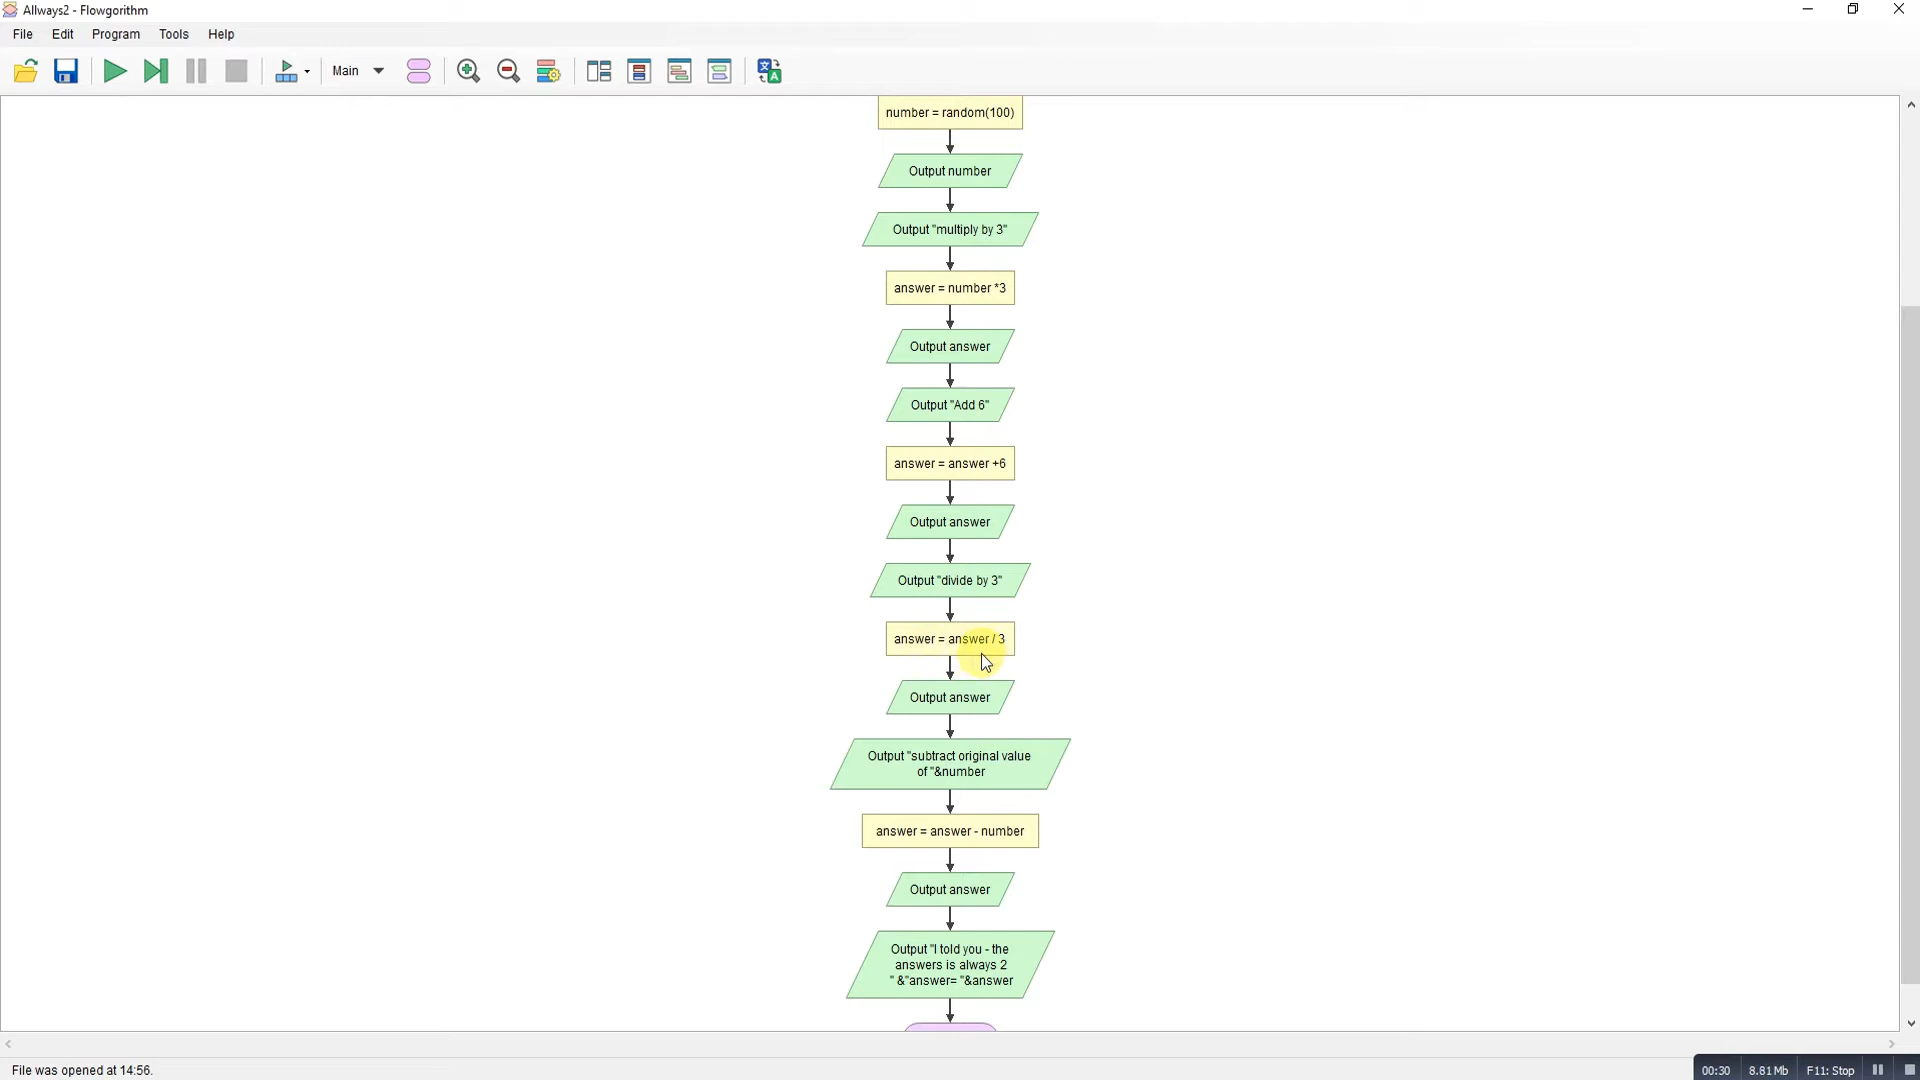 Allways2 - Flowgorithm
File Edit Program Tools Help
Main
number = random(100)
Output number
Output "multiply by 3"
answer = number *3
Output answer
Output "Add 6"
answer = answer +6
Output answer
Output "divide by 3"
answer = answer / 3
Output answer
Output "subtract original value
of "&number
answer = answer - number
Output answer
Output "I told you - the
answers is always 2
" &"answer= "&answer
File was opened at 14:56.
00:30 8.81Mb F11: Stop